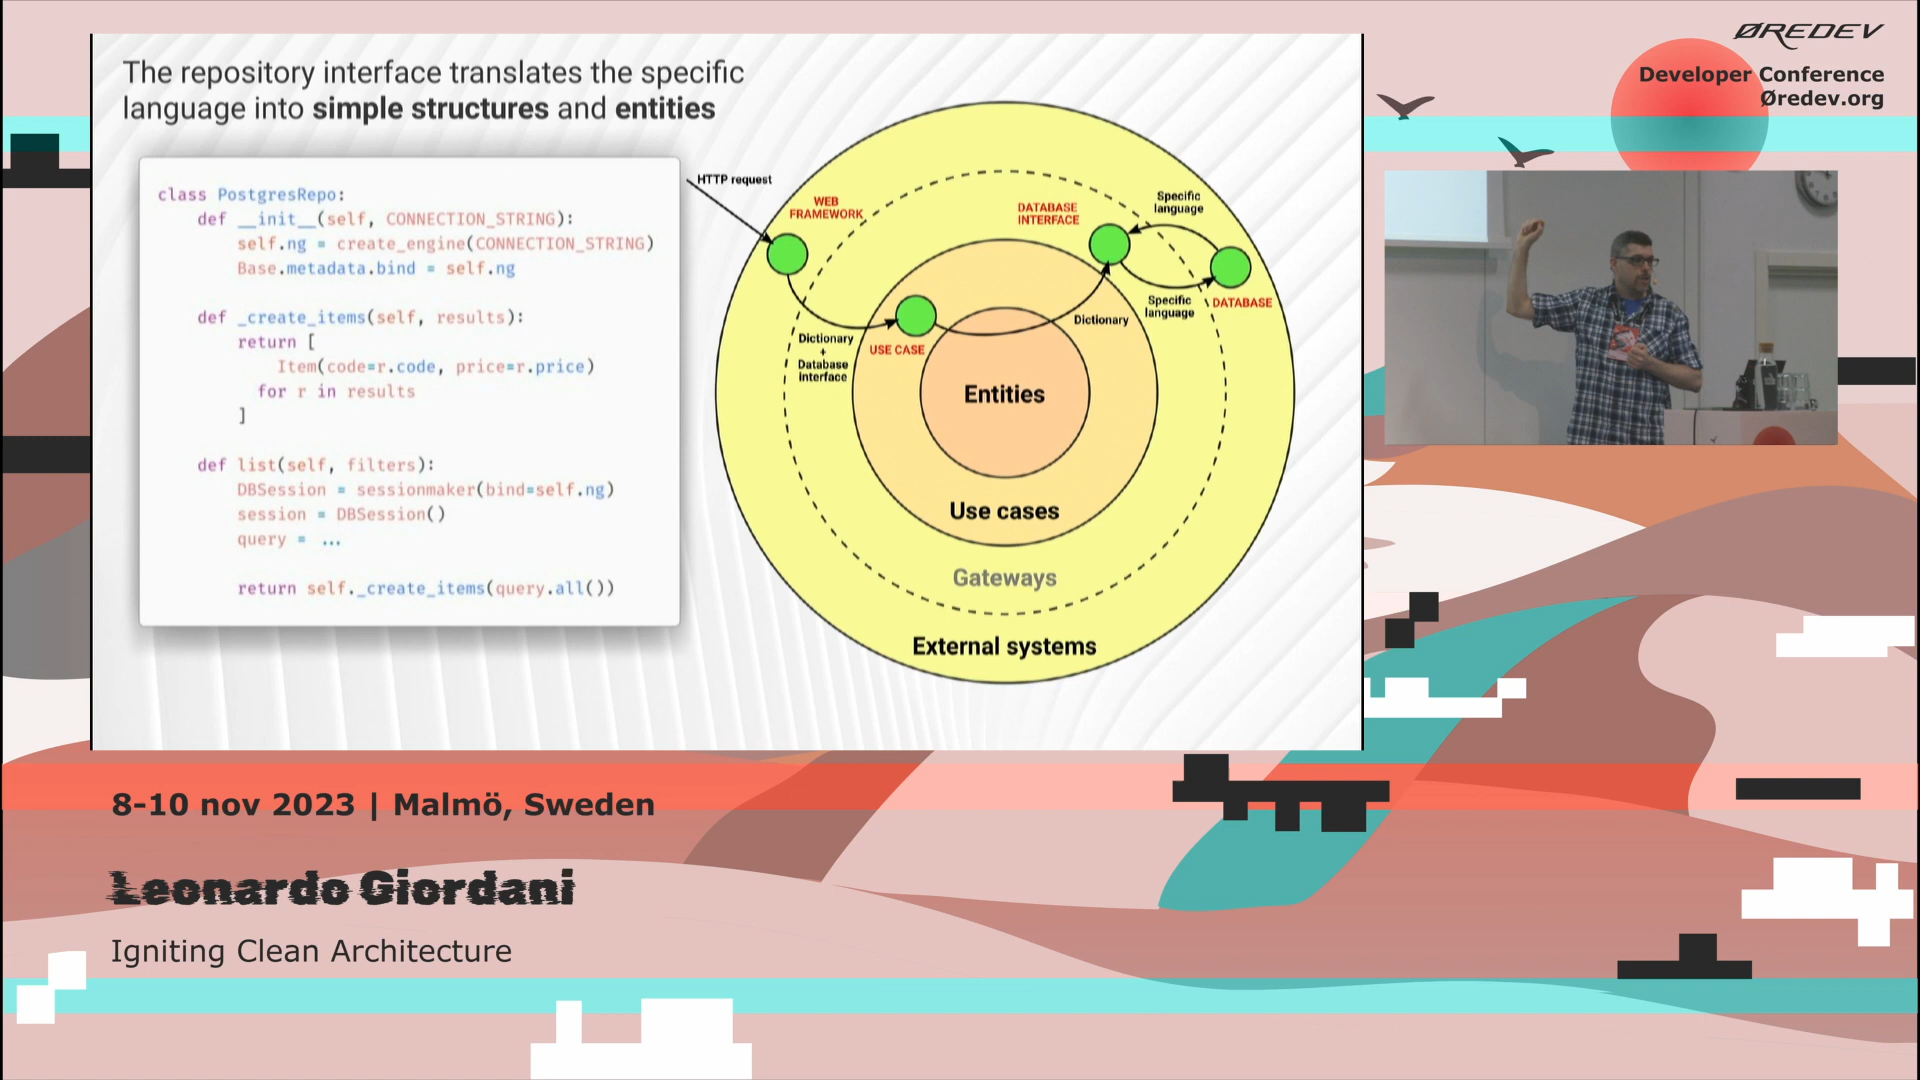 ØREDEV
Developer Conference
Øredev.org
The repository interface translates the specific
language into simple structures and entities
class PostgresRepo:
def __init__(self, CONNECTION_STRING):
self.ng = create_engine(CONNECTION_STRING)
Base.metadata.bind = self.ng
def _create_items(self, results):
return [
Item(code=r.code, price=r.price)
for r in results
]
def list(self, filters):
DBSession = sessionmaker(bind=self.ng)
session = DBSession()
query = ...
return self._create_items(query.all())
HTTP request
WEB
FRAMEWORK
DATABASE
INTERFACE
Specific
language
Specific
language
DATABASE
Dictionary
Dictionary
+
Database
interface
USE CASE
Entities
Use cases
Gateways
External systems
8-10 nov 2023 | Malmö, Sweden
Leonardo Giordani
Igniting Clean Architecture